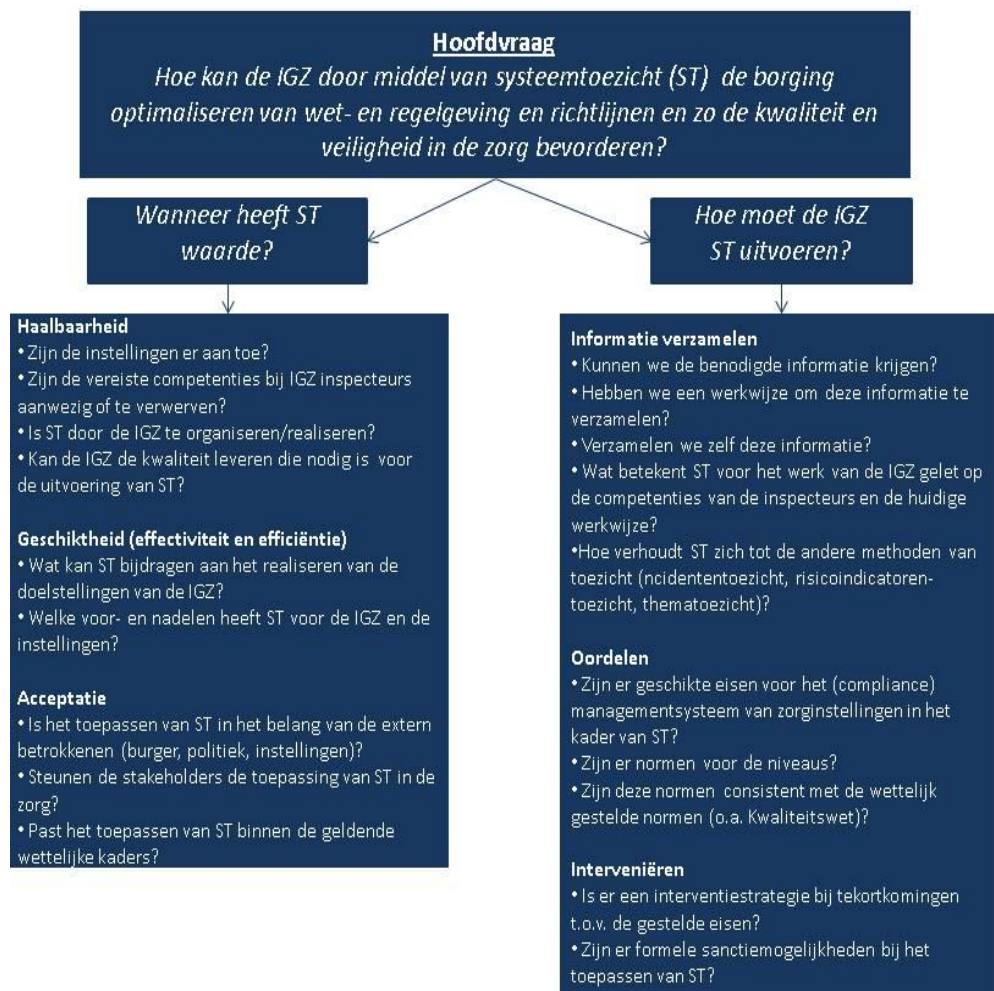 Hoofdvraag
Hoe kan de IGZ door middel van systeemtoezicht (ST) de borging
optimaliseren van wet- en regelgeving en richtlijnen en zo de kwaliteit en
veiligheid in de zorg bevorderen?
Wanneer heeft ST
waarde?
Hoe moet de IGZ
ST uitvoeren?
Haalbaarheid
• Zijn de instellingen er aan toe?
• Zijn de vereiste competenties bij IGZ inspecteurs
aanwezig of te verwerven?
• Is ST door de IGZ te organiseren/realiseren?
• Kan de IGZ de kwaliteit leveren die nodig is voor
de uitvoering van ST?
Geschiktheid (effectiviteit en efficiëntie)
• Wat kan ST bijdragen aan het realiseren van de
doelstellingen van de IGZ?
• Welke voor- en nadelen heeft ST voor de IGZ en de
instellingen?
Acceptatie
• Is het toepassen van ST in het belang van de extern
betrokkenen (burger, politiek, instellingen)?
• Steunen de stakeholders de toepassing van ST in de
zorg?
• Past het toepassen van ST binnen de geldende
wettelijke kaders?
Informatie verzamelen
• Kunnen we de benodigde informatie krijgen?
• Hebben we een werkwijze om deze informatie te
verzamelen?
• Verzamelen we zelf deze informatie?
• Wat betekent ST voor het werk van de IGZ gelet op
de competenties van de inspecteurs en de huidige
werkwijze?
•Hoe verhoudt ST zich tot de andere methoden van
toezicht (ncidententoezicht, risicoindicatoren-
toezicht, thematoezicht)?
Oordelen
• Zijn er geschikte eisen voor het (compliance)
managementsysteem van zorginstellingen in het
kader van ST?
• Zijn er normen voor de niveaus?
• Zijn deze normen consistent met de wettelijk
gestelde normen (o.a. Kwaliteitswet)?
Interveniëren
• Is er een interventiestrategie bij tekortkomingen
t.o.v. de gestelde eisen?
• Zijn er formele sanctiemogelijkheden bij het
toepassen van ST?